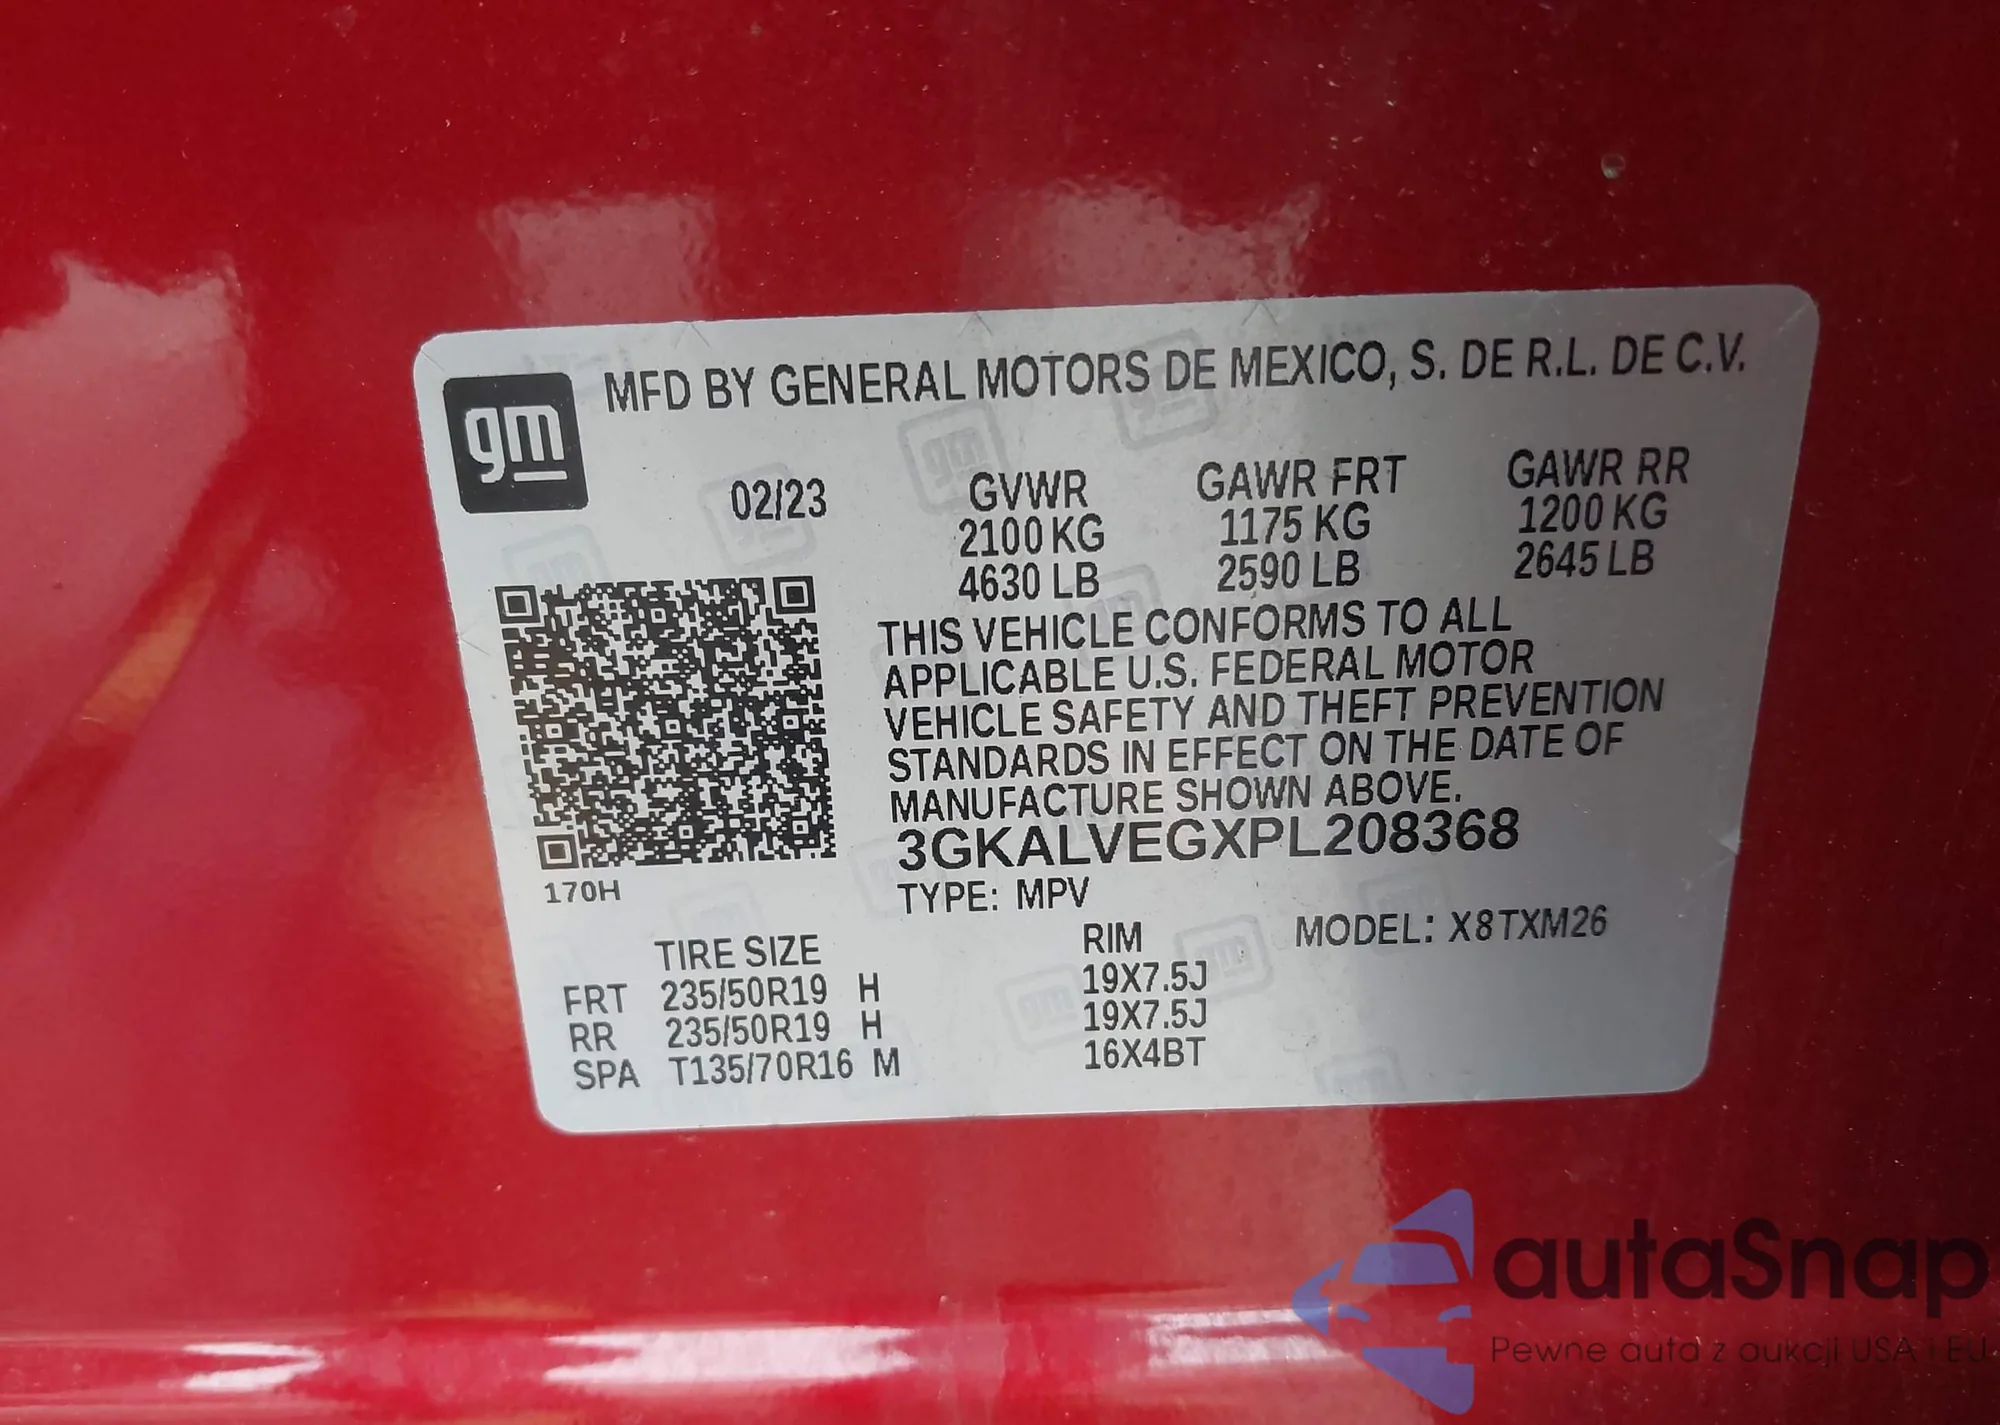 gm
MFD BY GENERAL MOTORS DE MEXICO, S. DE R.L. DE C.V.
02/23 GVWR GAWR FRT GAWR RR
2100 KG 1175 KG 1200 KG
4630 LB 2590 LB 2645 LB
THIS VEHICLE CONFORMS TO ALL
APPLICABLE U.S. FEDERAL MOTOR
VEHICLE SAFETY AND THEFT PREVENTION
STANDARDS IN EFFECT ON THE DATE OF
MANUFACTURE SHOWN ABOVE.
3GKALVEGXPL208368
170H
TYPE: MPV MODEL: X8TXM26
TIRE SIZE RIM
FRT 235/50R19 H 19X7.5J
RR 235/50R19 H 19X7.5J
SPA T135/70R16 M 16X4BT
autaSnap
Pewne auta z aukcji USA i EU